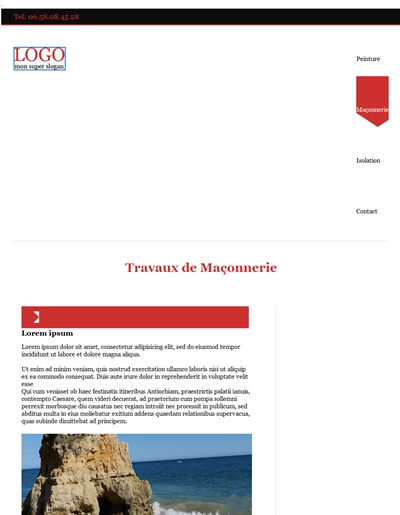 Tel: 06.58.08.45.28
LOGO
mon super slogan
Peinture
Maçonnerie
Isolation
Contact
Travaux de Maçonnerie
Lorem ipsum
Lorem ipsum dolor sit amet, consectetur adipisicing elit, sed do eiusmod tempor
incididunt ut labore et dolore magna aliqua.
Ut enim ad minim veniam, quis nostrud exercitation ullamco laboris nisi ut aliquip
ex ea commodo consequat. Duis aute irure dolor in reprehenderit in voluptate velit
esse
Qui cum venisset ob haec festinatis itineribus Antiochiam, praestrictis palatii ianuis,
contempto Caesare, quem videri decuerat, ad praetorium cum pompa sollemni
perrexit morbosque diu causatus nec regiam introiit nec processit in publicum, sed
abditus multa in eius moliebatur exitium addens quaedam relationibus supervacua,
quas subinde dimittebat ad principem.